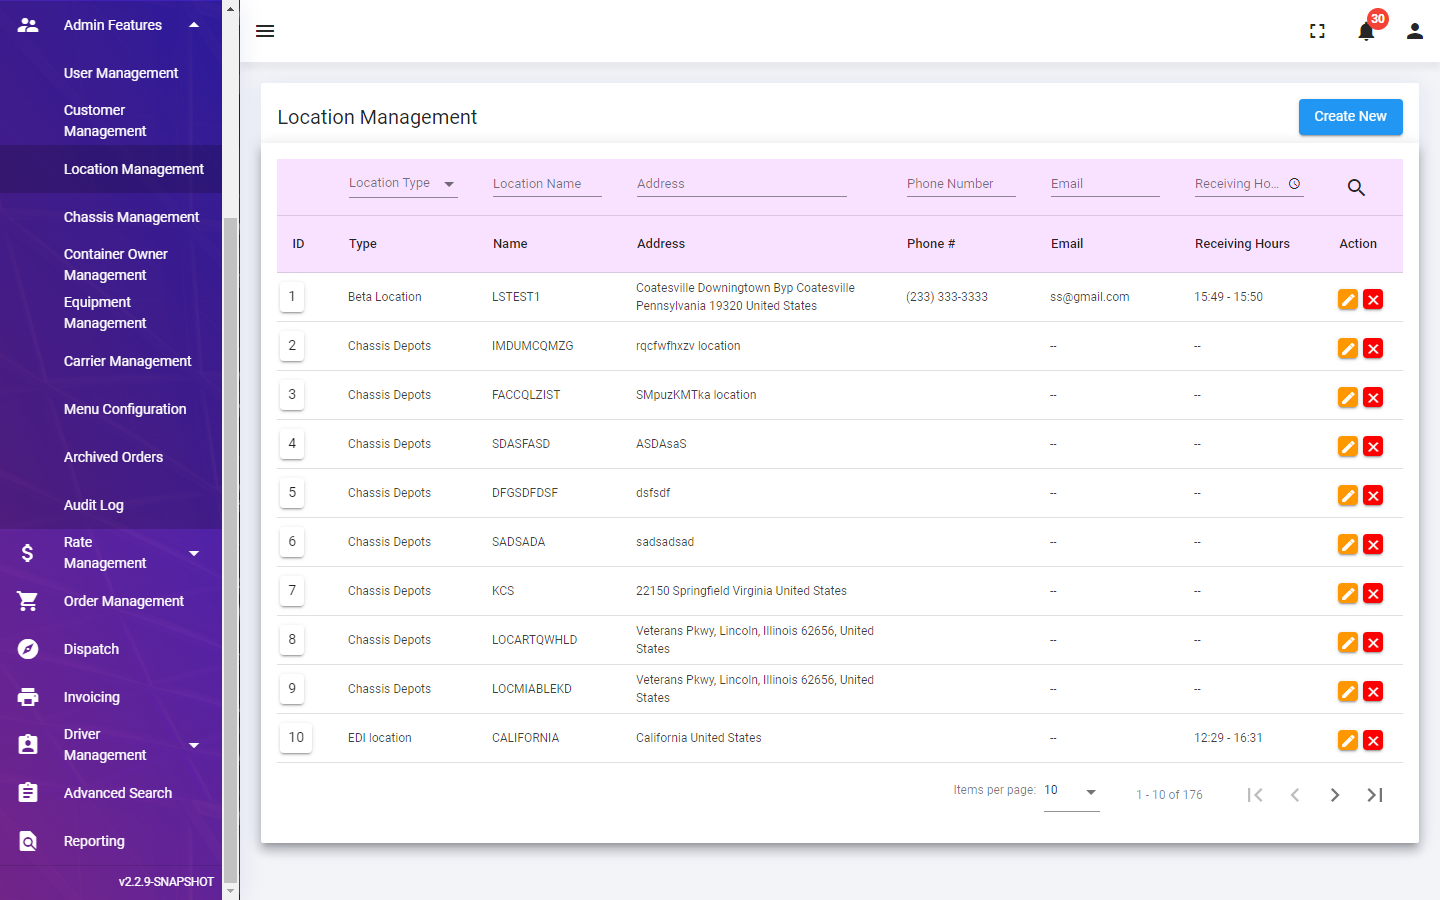 Admin Features
User Management
Customer
Management
Location Management
Chassis Management
Container Owner
Management
Equipment
Management
Carrier Management
Menu Configuration
Archived Orders
Audit Log
Rate
Management
Order Management
Dispatch
Invoicing
Driver
Management
Advanced Search
Reporting
v2.2.9-SNAPSHOT
30
Location Management
Create New
Location Type Location Name Address Phone Number Email Receiving Ho...
ID Type Name Address Phone # Email Receiving Hours Action
1 Beta Location LSTEST1 Coatesville Downingtown Byp Coatesville
Pennsylvania 19320 United States (233) 333-3333 ss@gmail.com 15:49 - 15:50
2 Chassis Depots IMDUMCQMZG rqcfwfhxzv location -- --
3 Chassis Depots FACCQLZIST SMpuzKMTka location -- --
4 Chassis Depots SDASFASD ASDAsaS -- --
5 Chassis Depots DFGSDFDSF dsfsdf -- --
6 Chassis Depots SADSADA sadsadsad -- --
7 Chassis Depots KCS 22150 Springfield Virginia United States -- --
8 Chassis Depots LOCARTQWHLD Veterans Pkwy, Lincoln, Illinois 62656, United
States -- --
9 Chassis Depots LOCMIABLEKD Veterans Pkwy, Lincoln, Illinois 62656, United
States -- --
10 EDI location CALIFORNIA California United States -- 12:29 - 16:31
Items per page: 10 1 - 10 of 176